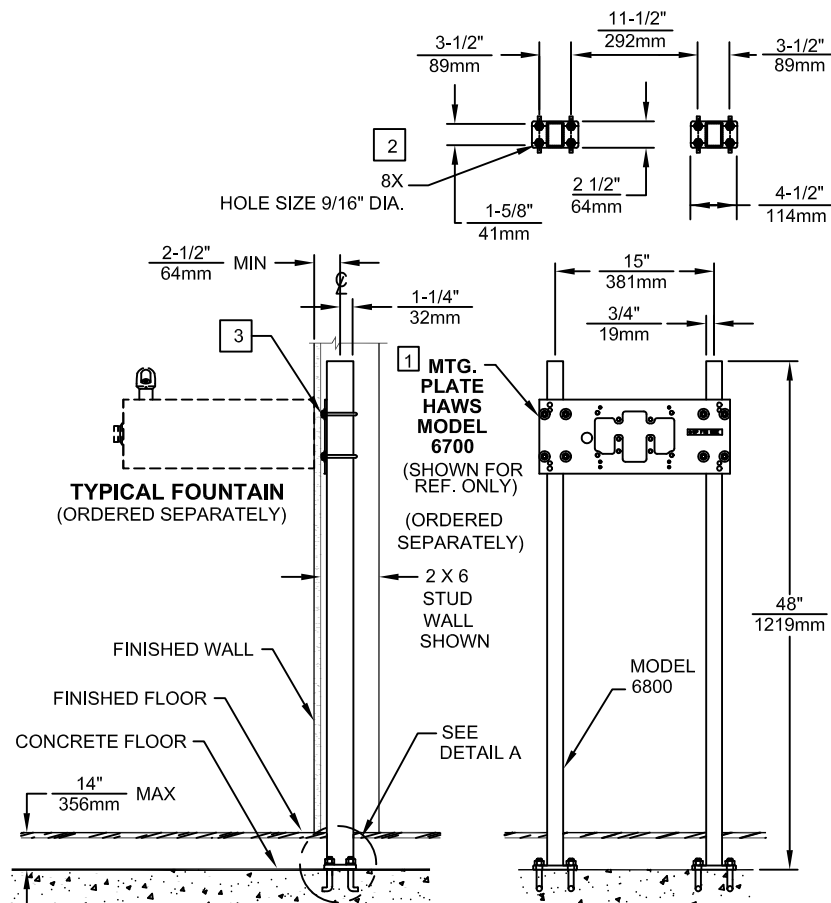 3-1/2"
89mm
11-1/2"
292mm
3-1/2"
89mm
2
8X
HOLE SIZE 9/16" DIA.
1-5/8"
41mm
2 1/2"
64mm
4-1/2"
114mm
2-1/2"
64mm
MIN
1-1/4"
32mm
15"
381mm
3/4"
19mm
3
1
MTG.
PLATE
HAWS
MODEL
6700
(SHOWN FOR
REF. ONLY)
(ORDERED
SEPARATELY)
TYPICAL FOUNTAIN
(ORDERED SEPARATELY)
2 X 6
STUD
WALL
SHOWN
48"
1219mm
FINISHED WALL
MODEL
6800
FINISHED FLOOR
SEE
DETAIL A
CONCRETE FLOOR
14"
356mm
MAX